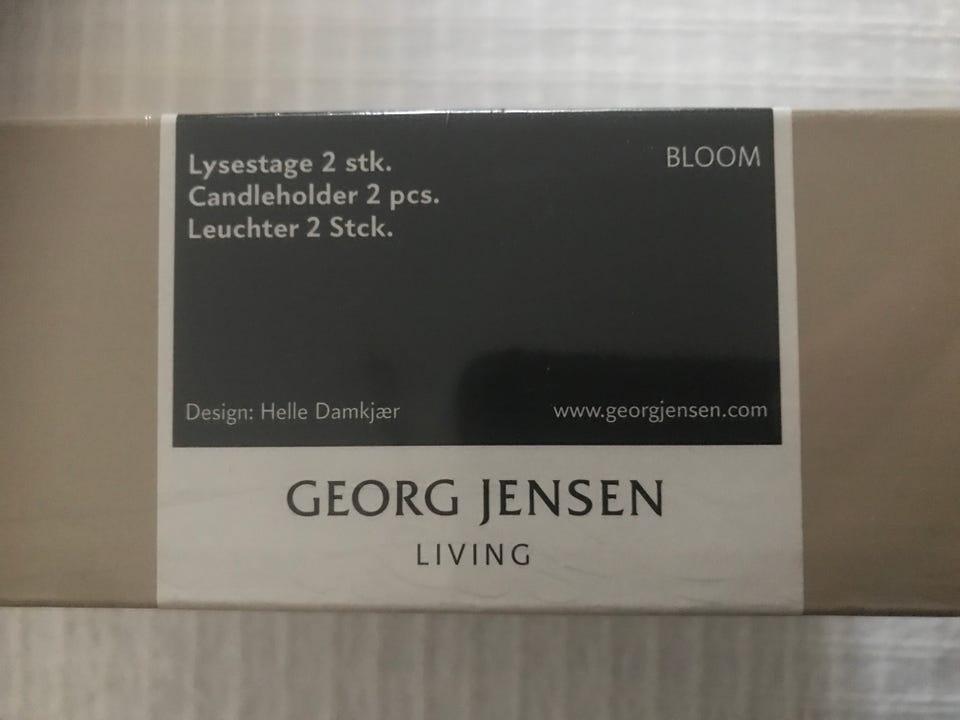 Lysestage 2 stk.
Candleholder 2 pcs.
Leuchter 2 Stck.
BLOOM
Design: Helle Damkjær
www.georgjensen.com
GEORG JENSEN
LIVING